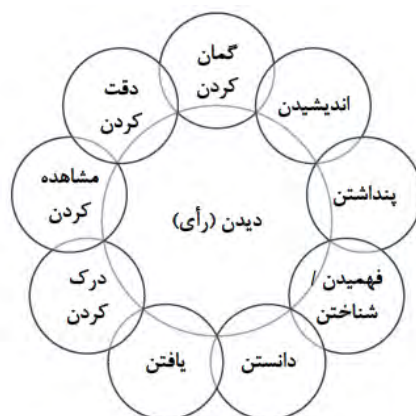 گمان
کردن
اندیشیدن
پنداشتن
فهمیدن /
شناختن
دانستن
یافتن
درک
کردن
مشاهده
کردن
دقت
کردن
دیدن (رأی)